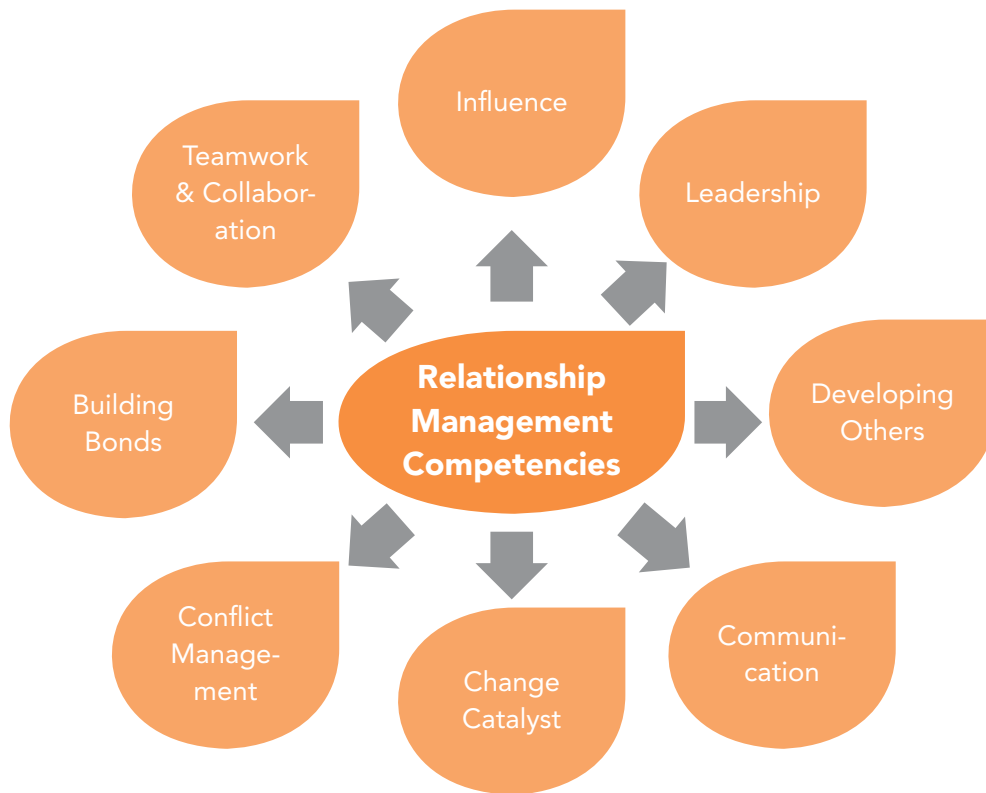 Influence
Teamwork
& Collabor-
ation
Leadership
Relationship
Management
Competencies
Building
Bonds
Developing
Others
Conflict
Manage-
ment
Change
Catalyst
Communi-
cation